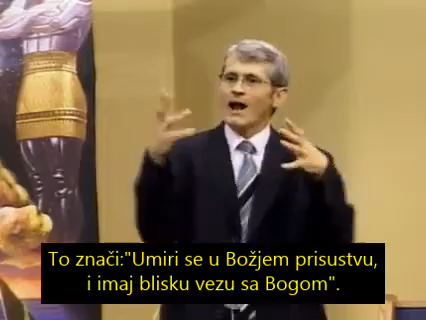 To znači:"Umiri se u Božjem prisustvu,
i imaj blisku vezu sa Bogom".